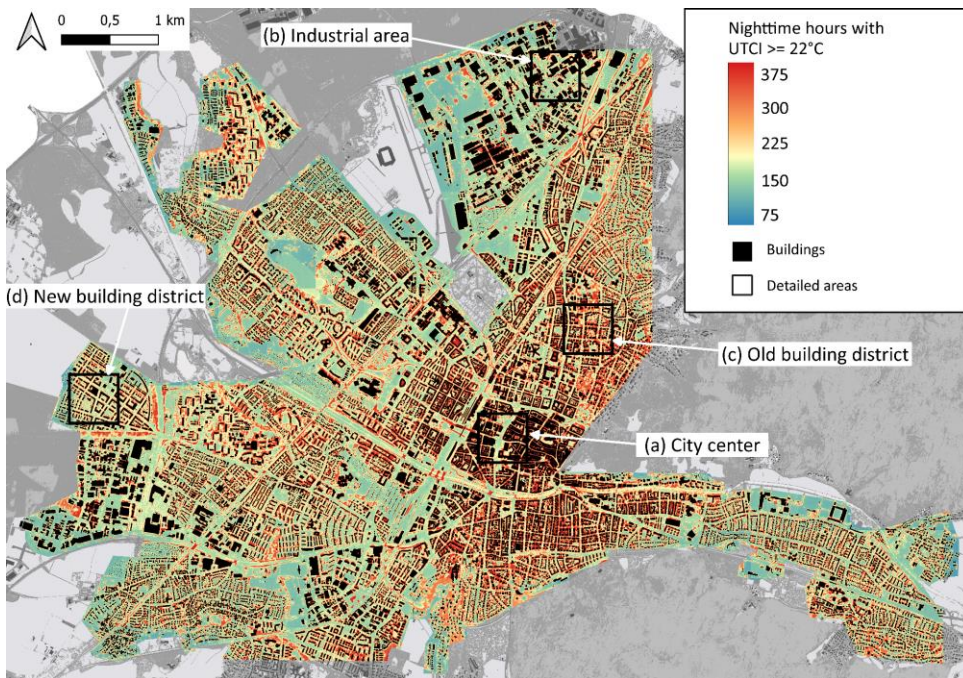 0 0,5 1 km
(b) Industrial area
Nighttime hours with
UTCI >= 22°C
375
300
225
150
75
Buildings
Detailed areas
(d) New building district
(c) Old building district
(a) City center